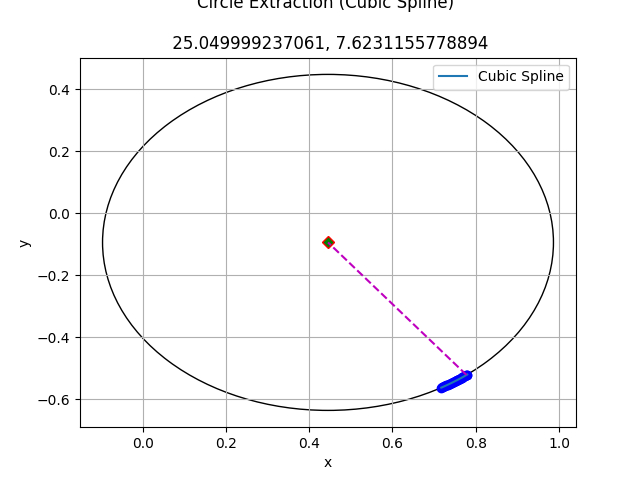 Circle Extraction (Cubic Spline)
25.049999237061, 7.6231155778894
Cubic Spline
0.4
0.2
0.0
−0.2
−0.4
−0.6
y
0.0 0.2 0.4 0.6 0.8 1.0
x